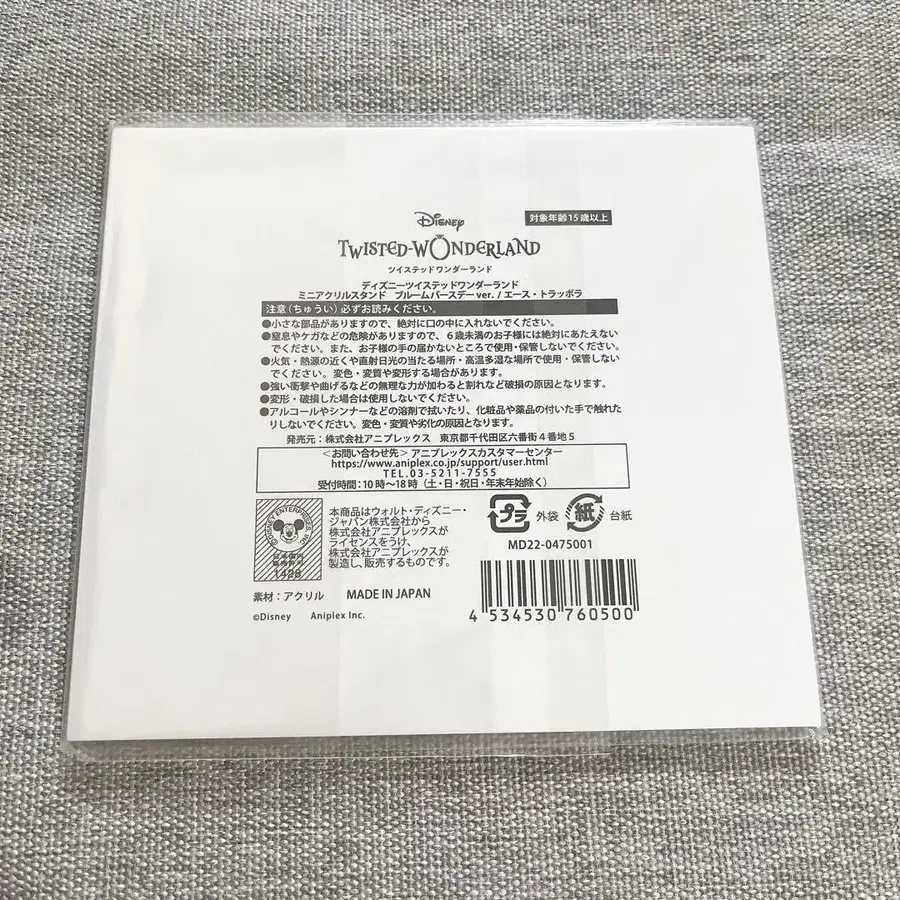 Disney
対象年齢15歳以上
TWISTED-WONDERLAND
ツイステッドワンダーランド
ディズニーツイステッドワンダーランド
ミニアクリルスタンド ブルームバースデーver. / エース・トラッポラ
注意(ちゅうい)必ずお読みください。
●小さな部品がありますので、絶対に口の中に入れないでください。
●窒息やケガなどの危険がありますので、6歳未満のお子様には絶対にあたえない
でください。また、お子様の手の届かないところで使用・保管しないでください。
●火気・熱源の近くや直射日光の当たる場所・高温多湿な場所で使用・保管しない
でください。変色・変質や変形する場合があります。
●強い衝撃や曲げるなどの無理な力が加わると割れなど破損の原因となります。
●変形・破損した場合は使用しないでください。
●アルコールやシンナーなどの溶剤で拭いたり、化粧品や薬品の付いた手で触れた
りしないでください。変色・変質や劣化の原因となります。
発売元:株式会社アニプレックス 東京都千代田区六番街4番地5
<お問い合わせ先> アニプレックスカスタマーセンター
https://www.aniplex.co.jp/support/user.html
TEL.03-5211-7555
受付時間:10時~18時(土・日・祝日・年末年始除く)
©DISNEY ENTERPRISES INC.
日本国内
販売許可
1428
本商品はウォルト・ディズニー・
ジャパン株式会社から
株式会社アニプレックスが
ライセンスをうけ、
株式会社アニプレックスが
製造し、販売するものです。
プラ 外袋 紙 台紙
MD22-0475001
素材:アクリル MADE IN JAPAN
©Disney Aniplex Inc.
4 534530 760500